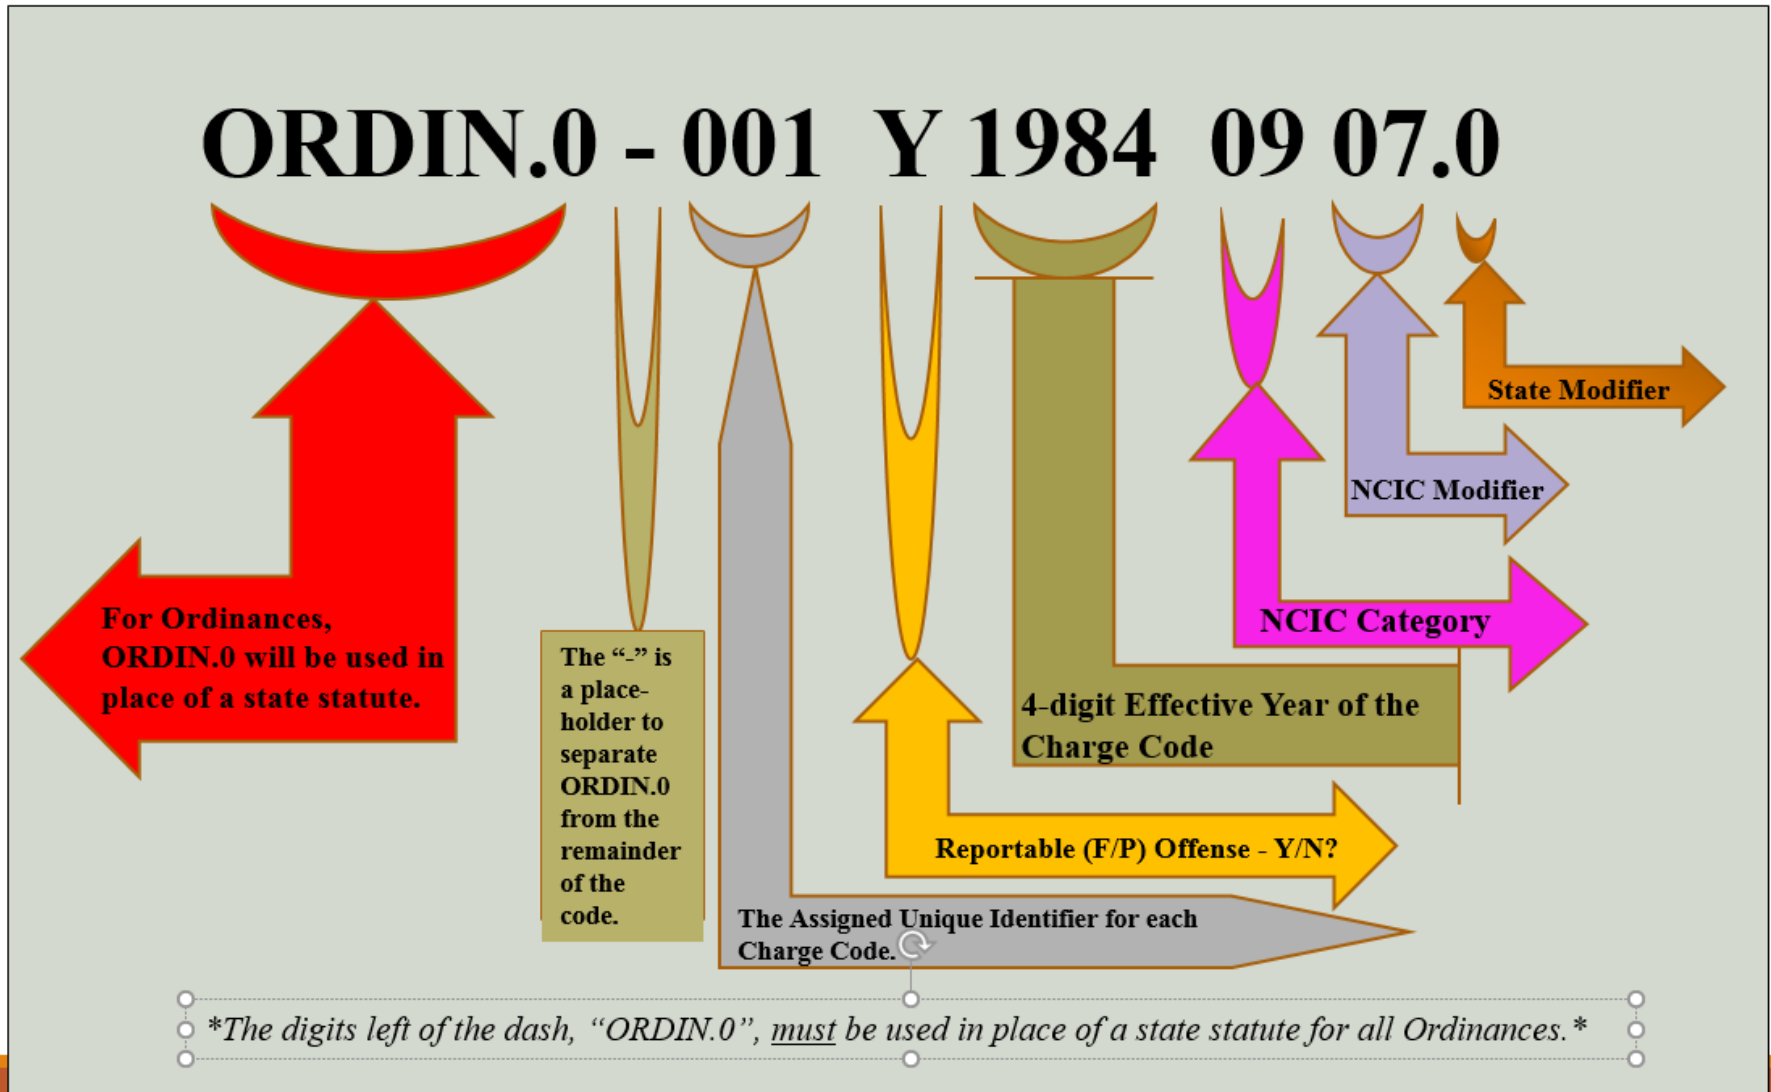 ORDIN.0 - 001 Y 1984 09 07.0
State Modifier
NCIC Modifier
NCIC Category
For Ordinances,
ORDIN.0 will be used in
place of a state statute.
The “-” is
a place-
holder to
separate
ORDIN.0
from the
remainder
of the
code.
4-digit Effective Year of the
Charge Code
Reportable (F/P) Offense - Y/N?
The Assigned Unique Identifier for each
Charge Code.
*The digits left of the dash, “ORDIN.0”, must be used in place of a state statute for all Ordinances.*